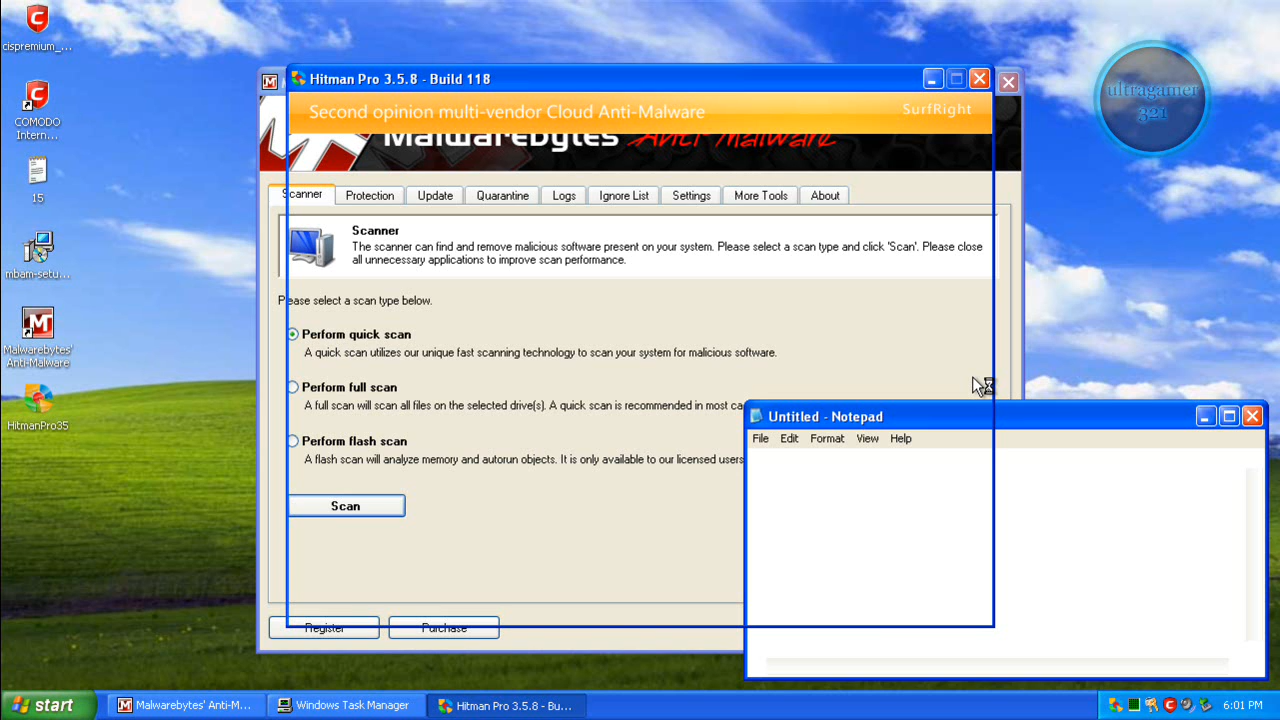 cispremium_...
COMODO
Intern...
15
mbam-setu...
Malwarebytes'
Anti-Malware
HitmanPro35
Hitman Pro 3.5.8 - Build 118
Second opinion multi-vendor Cloud Anti-Malware
SurfRight
ultragamer
321
Malwarebytes Anti-Malware
Scanner
Protection
Update
Quarantine
Logs
Ignore List
Settings
More Tools
About
Scanner
The scanner can find and remove malicious software present on your system. Please select a scan type and click 'Scan'. Please close
all unnecessary applications to improve scan performance.
Please select a scan type below.
Perform quick scan
A quick scan utilizes our unique fast scanning technology to scan your system for malicious software.
Perform full scan
A full scan will scan all files on the selected drive(s). A quick scan is recommended in most ca
Perform flash scan
A flash scan will analyze memory and autorun objects. It is only available to our licensed users
Scan
Register
Purchase
Untitled - Notepad
File Edit Format View Help
start
Malwarebytes' Anti-M...
Windows Task Manager
Hitman Pro 3.5.8 - Bu...
6:01 PM